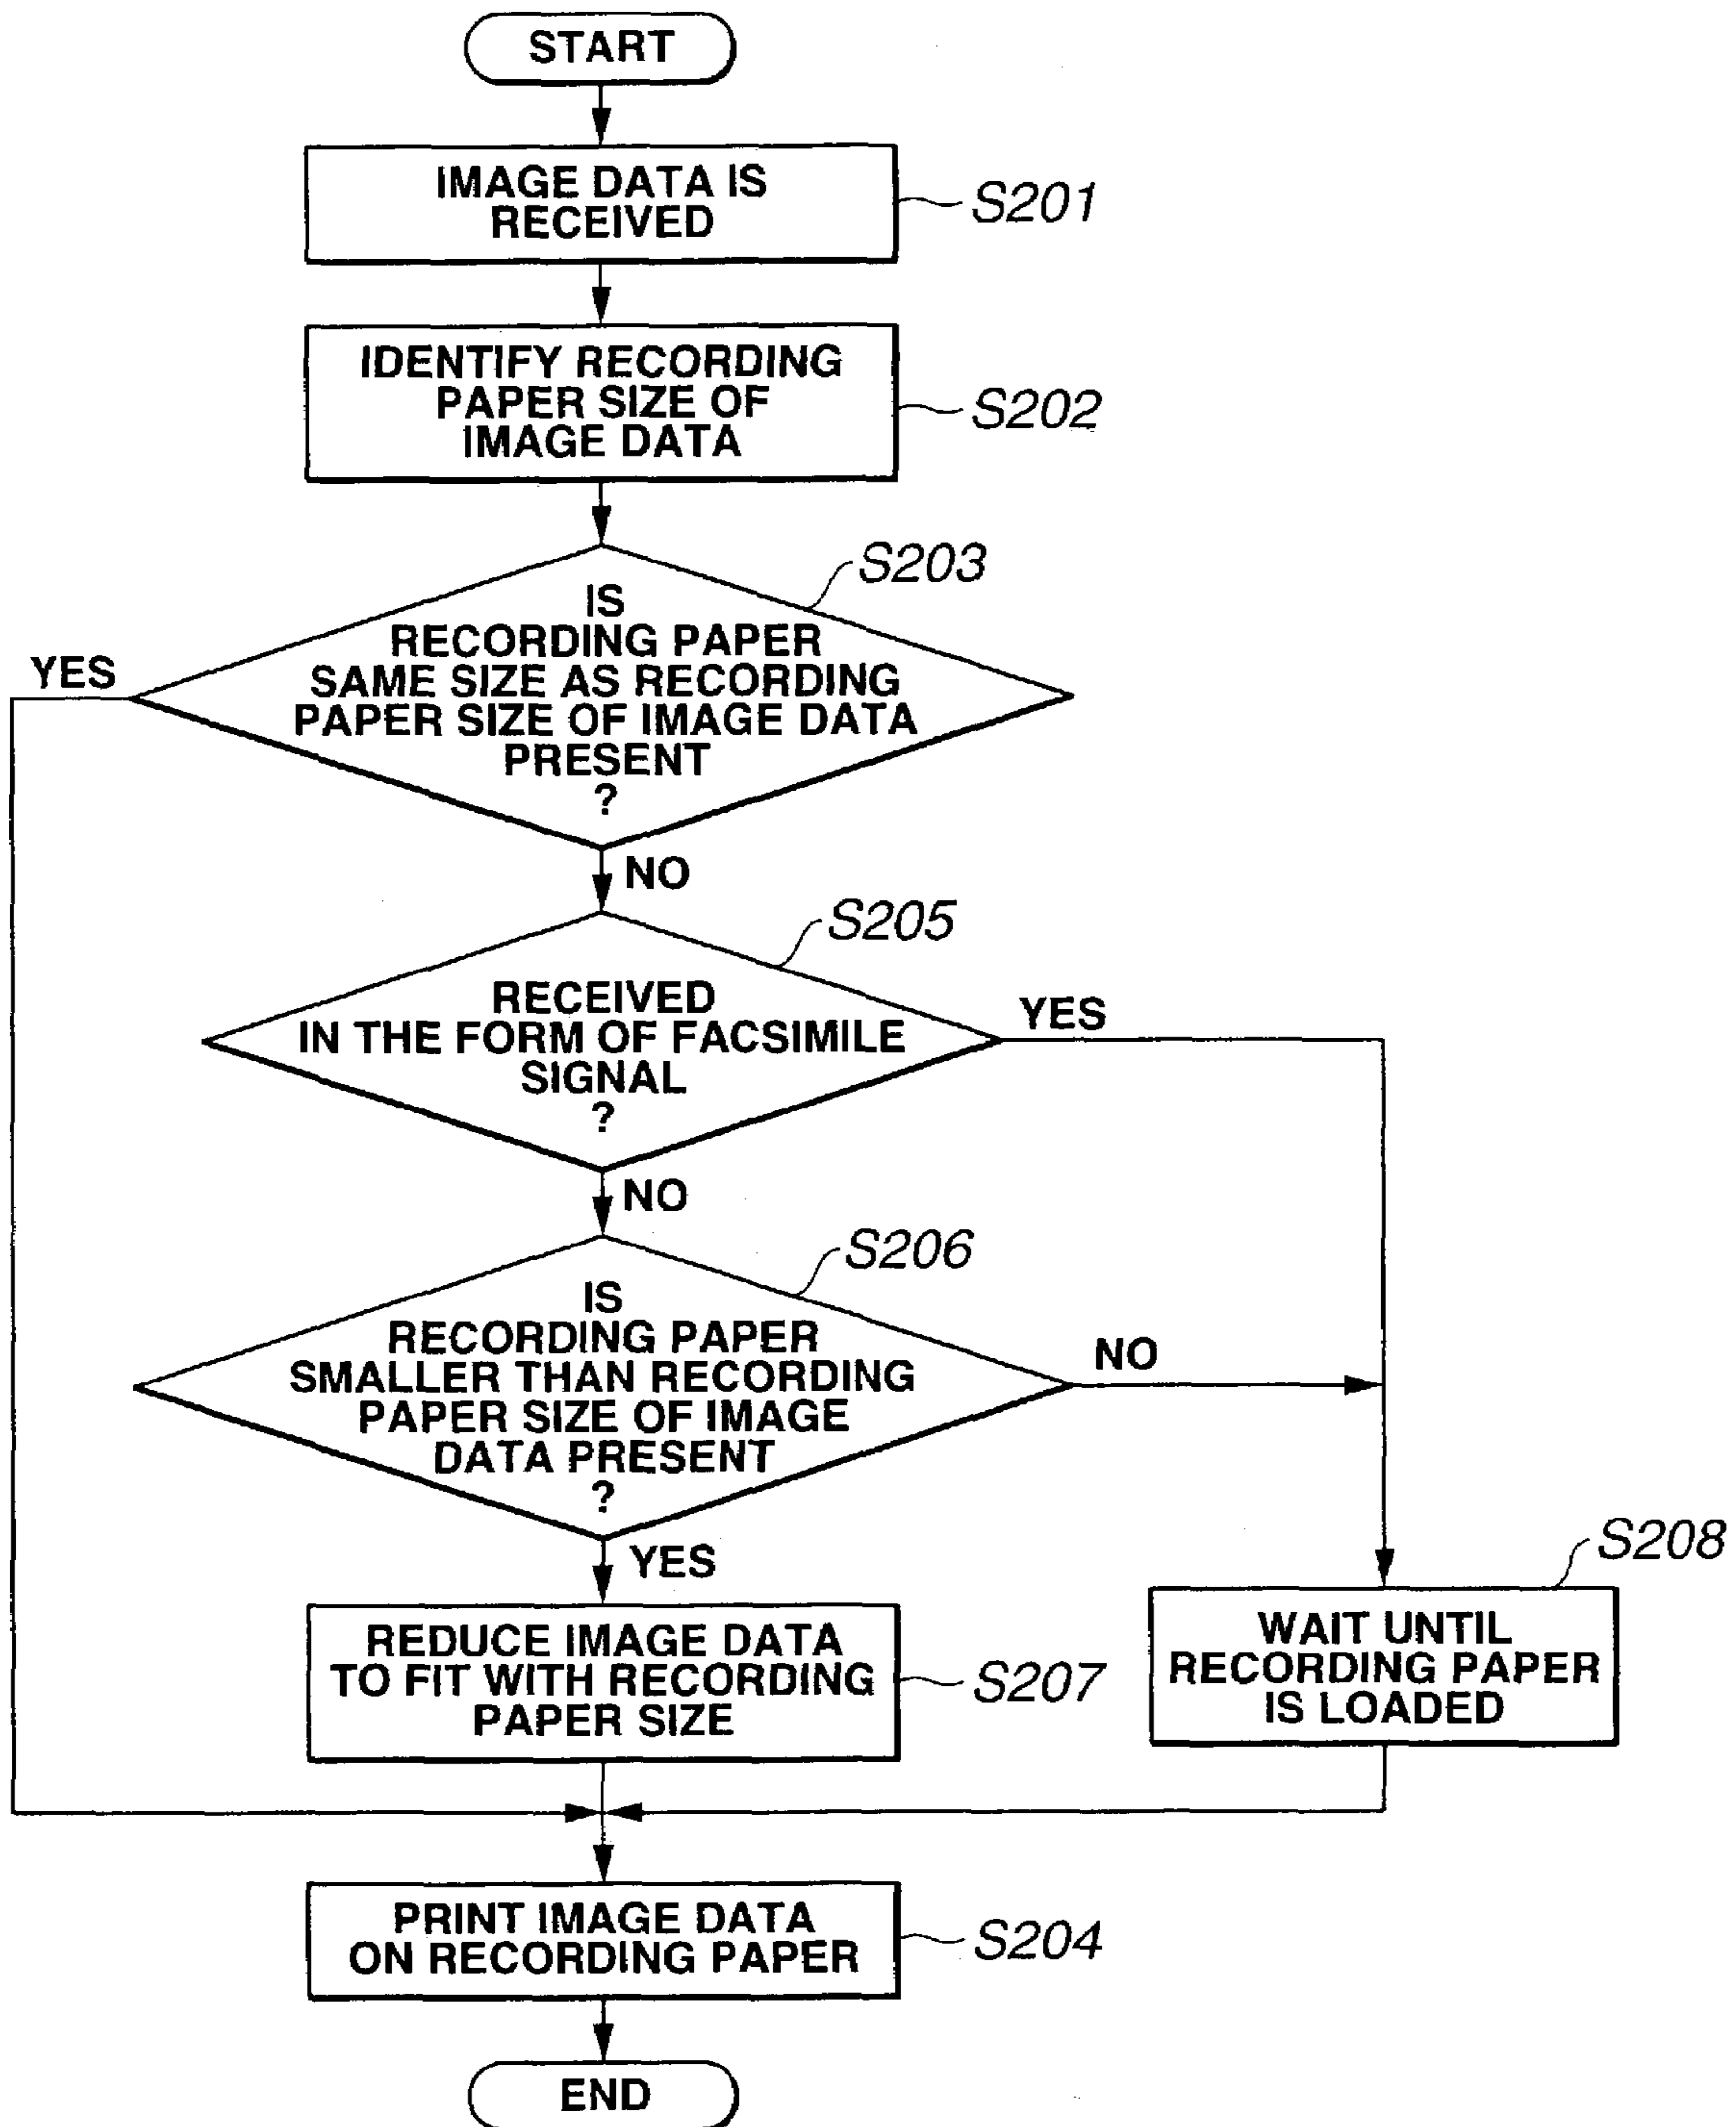 START
IMAGE DATA IS
RECEIVED
S201
IDENTIFY RECORDING
PAPER SIZE OF
IMAGE DATA
S202
S203
IS
RECORDING PAPER
SAME SIZE AS RECORDING
PAPER SIZE OF IMAGE DATA
PRESENT
?
YES
NO
S205
RECEIVED
IN THE FORM OF FACSIMILE
SIGNAL
?
YES
NO
S206
IS
RECORDING PAPER
SMALLER THAN RECORDING
PAPER SIZE OF IMAGE
DATA PRESENT
?
NO
YES
S208
REDUCE IMAGE DATA
TO FIT WITH RECORDING
PAPER SIZE
S207
WAIT UNTIL
RECORDING PAPER
IS LOADED
PRINT IMAGE DATA
ON RECORDING PAPER
S204
END